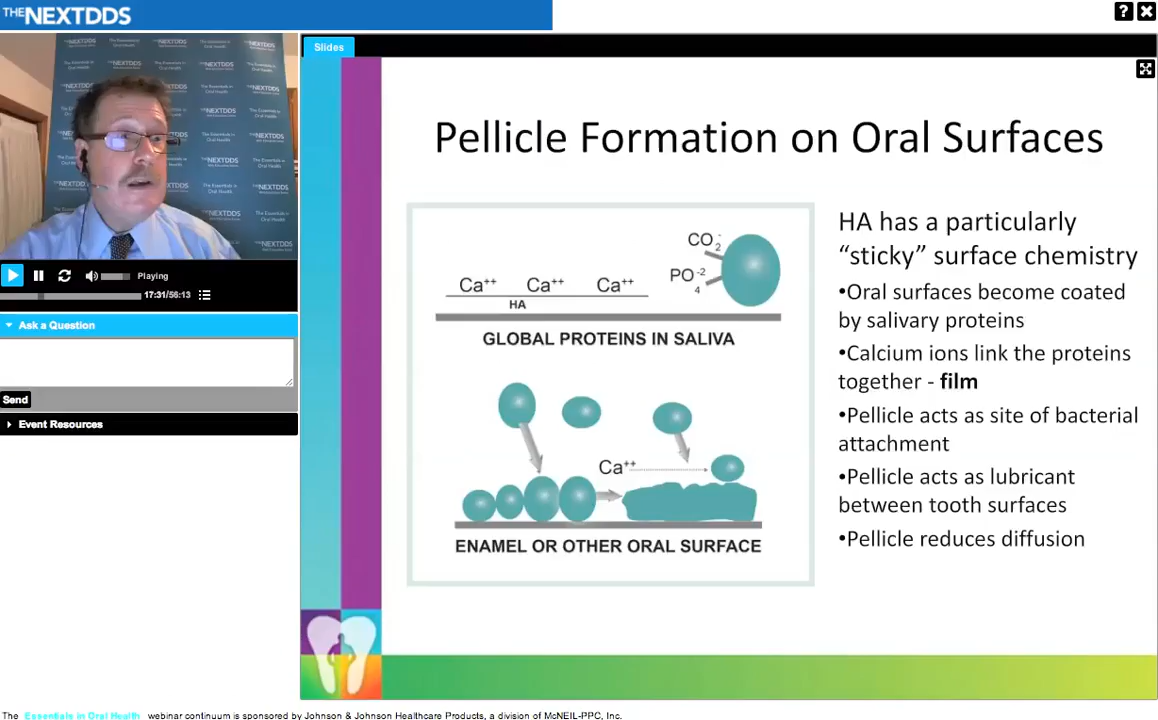 THENEXTDDS
? X
Slides
THENEXTDDS
Playing
17:31/56:13
Ask a Question
Send
Event Resources
Pellicle Formation on Oral Surfaces
CO2-
PO4-2
Ca++ Ca++ Ca++
HA
GLOBAL PROTEINS IN SALIVA
Ca++
ENAMEL OR OTHER ORAL SURFACE
HA has a particularly
“sticky” surface chemistry
•Oral surfaces become coated
by salivary proteins
•Calcium ions link the proteins
together - film
•Pellicle acts as site of bacterial
attachment
•Pellicle acts as lubricant
between tooth surfaces
•Pellicle reduces diffusion
The Essentials in Oral Health webinar continuum is sponsored by Johnson & Johnson Healthcare Products, a division of McNEIL-PPC, Inc.